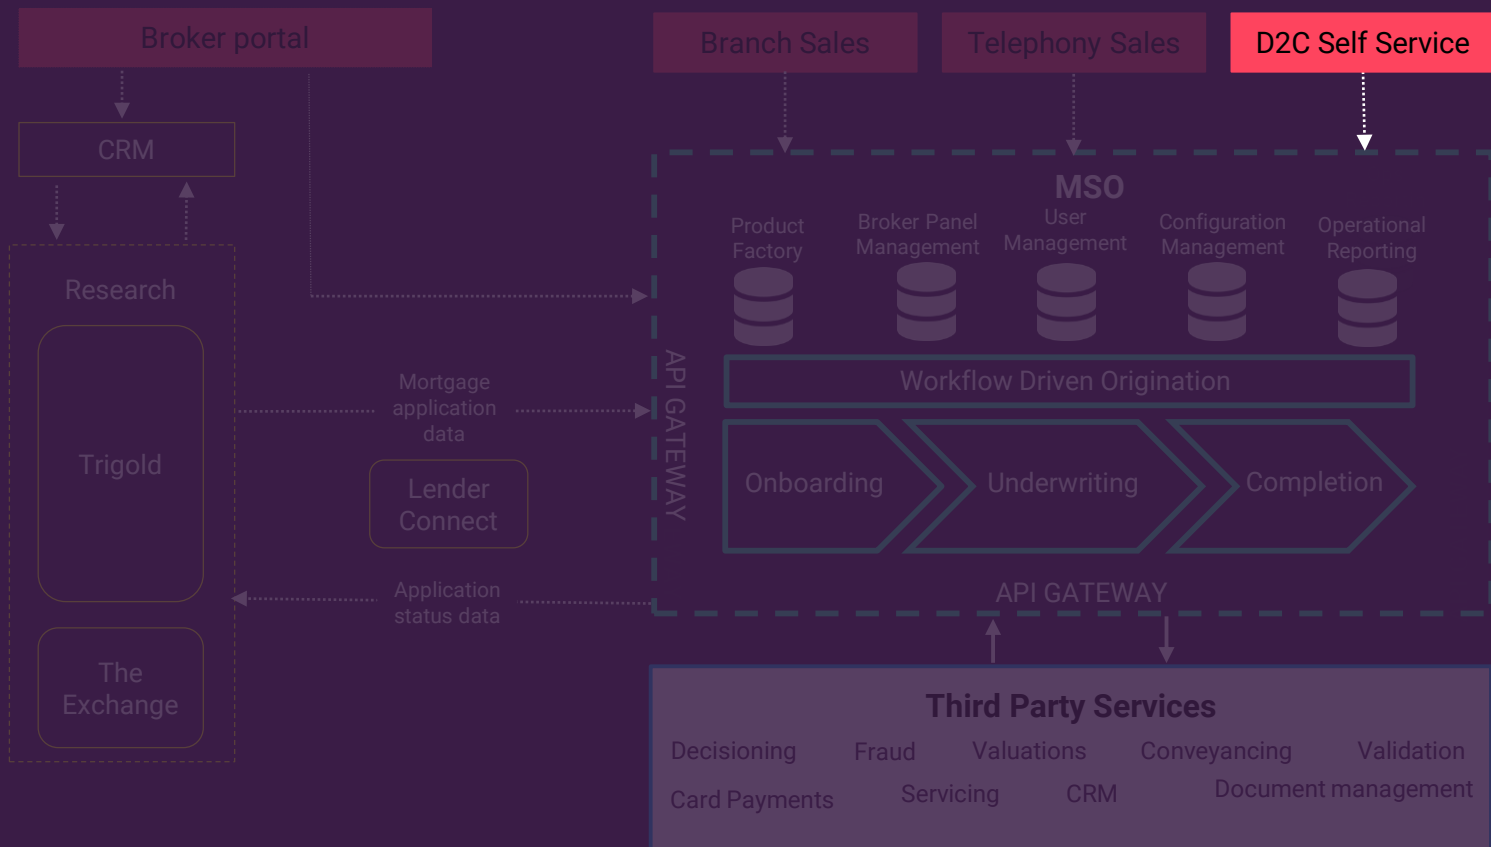 Broker portal
Branch Sales
Telephony Sales
D2C Self Service
CRM
Research
Trigold
The
Exchange
Mortgage
application
data
Lender
Connect
Application
status data
MSO
Product
Factory
Broker Panel
Management
User
Management
Configuration
Management
Operational
Reporting
API GATEWAY
Workflow Driven Origination
Onboarding
Underwriting
Completion
API GATEWAY
Third Party Services
Decisioning
Fraud
Valuations
Conveyancing
Validation
Card Payments
Servicing
CRM
Document management